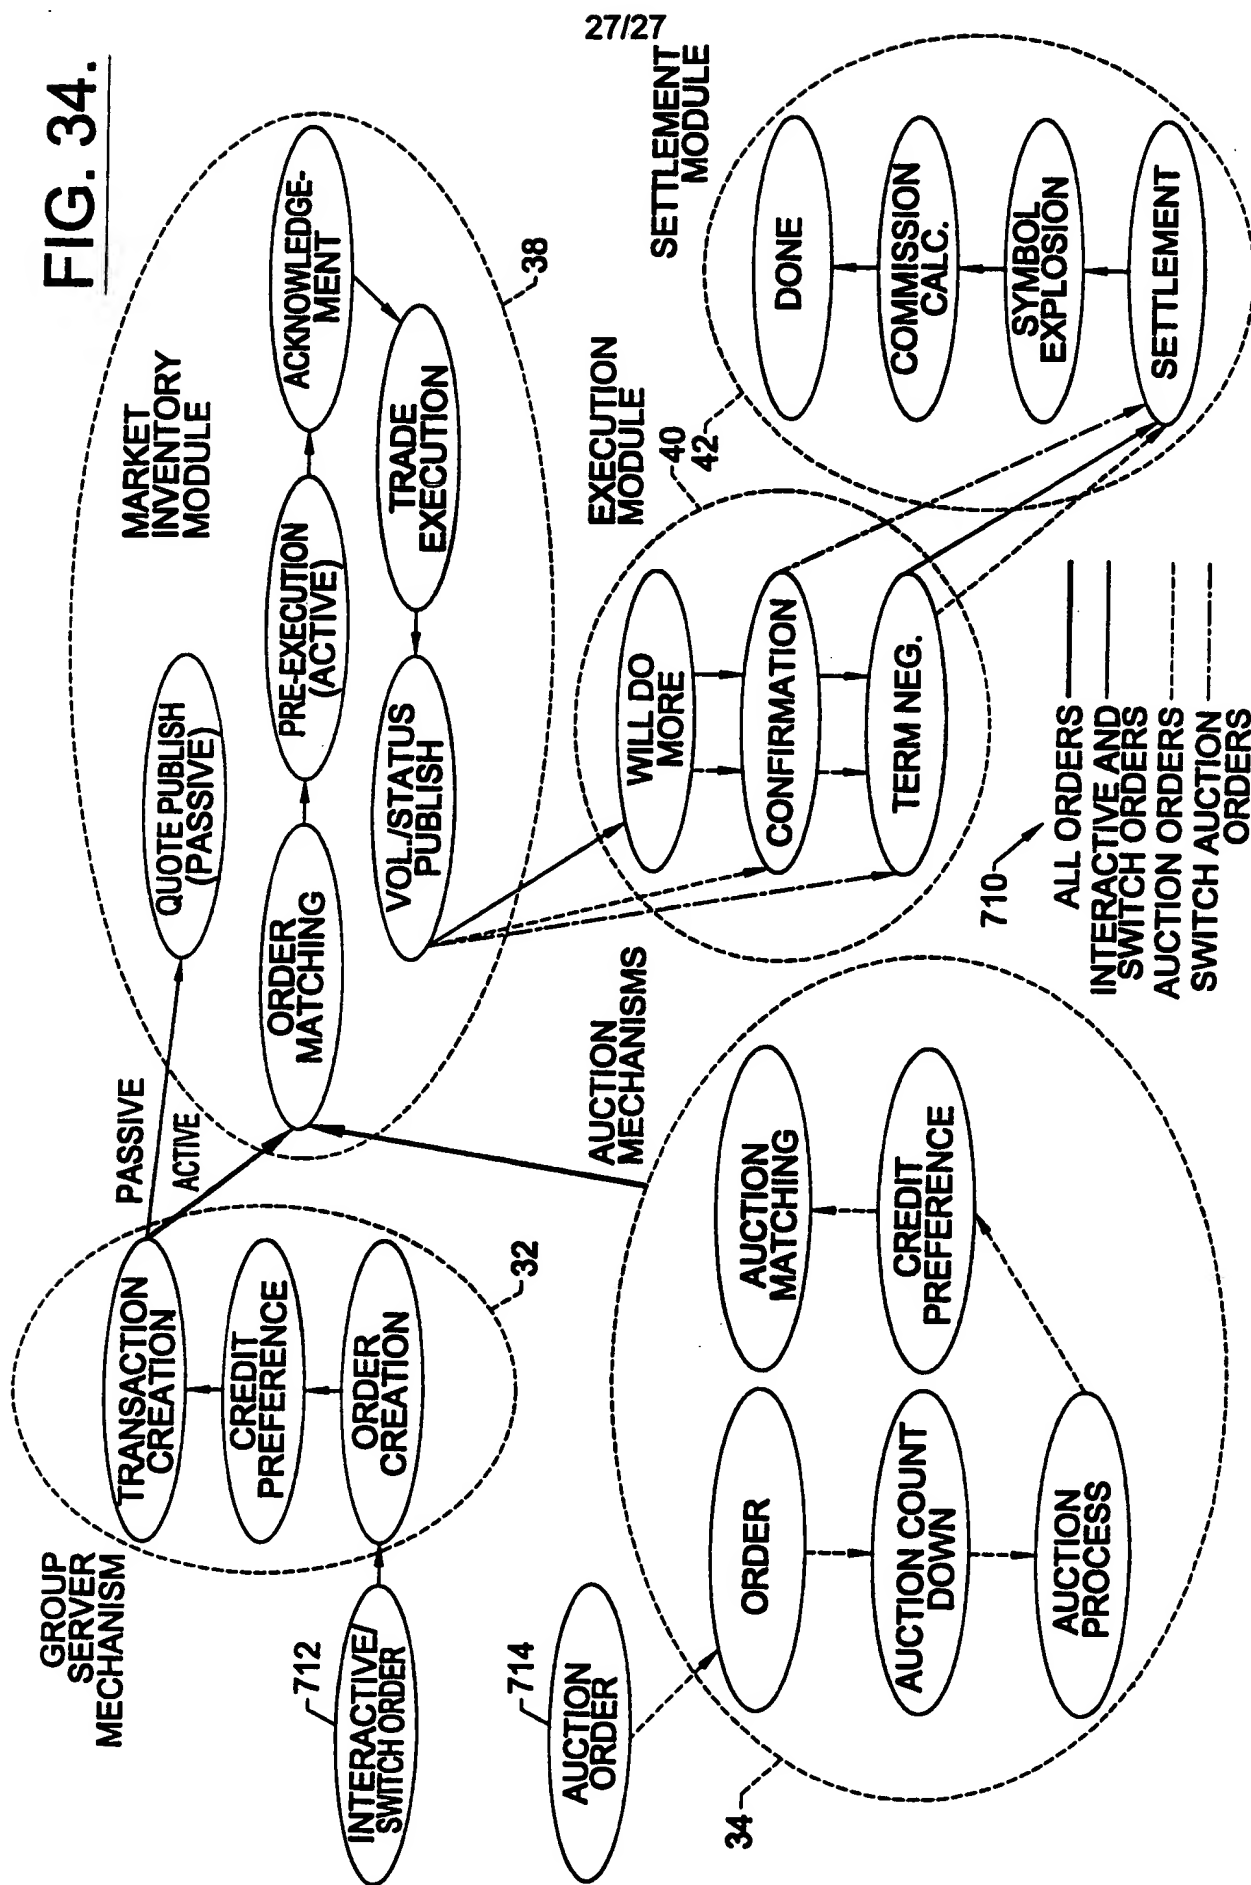 27/27
FIG. 34.
GROUP
SERVER
MECHANISM
TRANSACTION
CREATION
CREDIT
PREFERENCE
ORDER
CREATION
32
712
INTERACTIVE/
SWITCH ORDER
PASSIVE
ACTIVE
MARKET
INVENTORY
MODULE
QUOTE PUBLISH
(PASSIVE)
ORDER
MATCHING
PRE-EXECUTION
(ACTIVE)
ACKNOWLEDGE-
MENT
TRADE
EXECUTION
VOL./STATUS
PUBLISH
38
714
AUCTION
ORDER
AUCTION
MECHANISMS
ORDER
AUCTION COUNT
DOWN
AUCTION
PROCESS
AUCTION
MATCHING
CREDIT
PREFERENCE
34
EXECUTION
MODULE
40
42
WILL DO
MORE
CONFIRMATION
TERM NEG.
SETTLEMENT
MODULE
DONE
COMMISSION
CALC.
SYMBOL
EXPLOSION
SETTLEMENT
710
ALL ORDERS
INTERACTIVE AND
SWITCH ORDERS
AUCTION ORDERS
SWITCH AUCTION
ORDERS